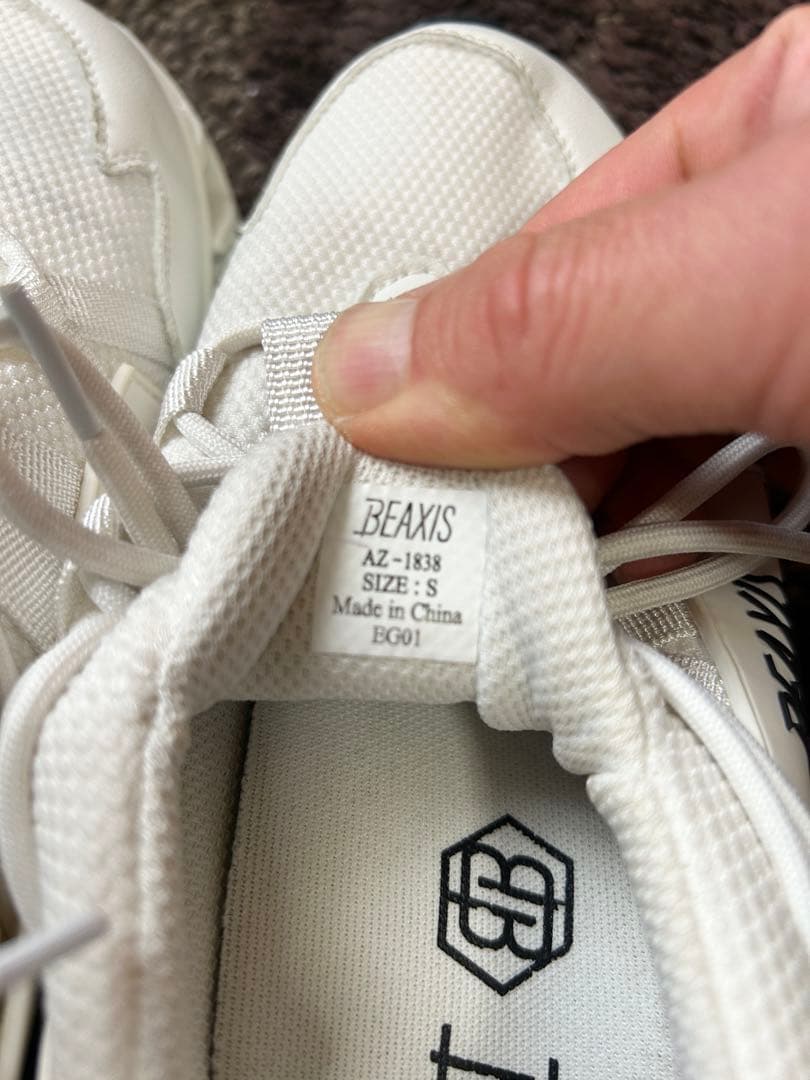 BEAXIS
AZ-1838
SIZE : S
Made in China
EG01